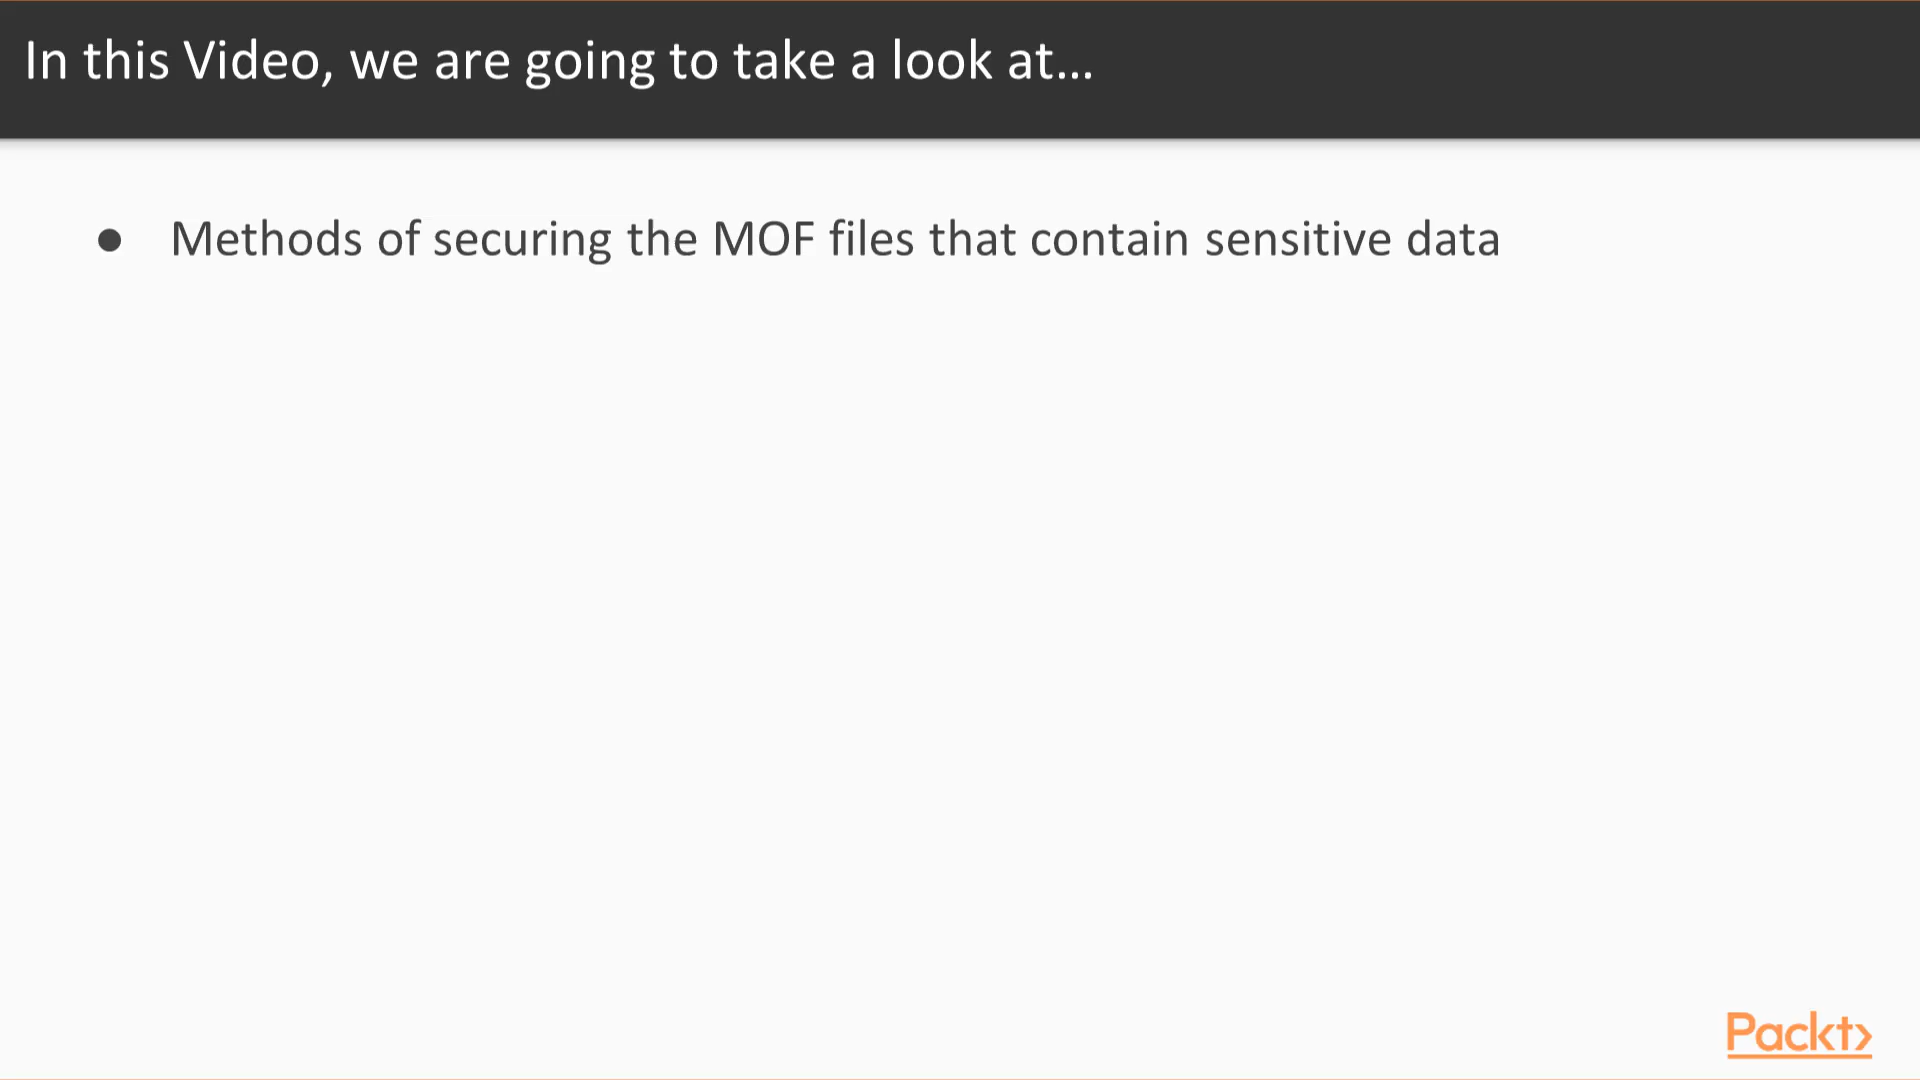 In this Video, we are going to take a look at...
● Methods of securing the MOF files that contain sensitive data
Packt>